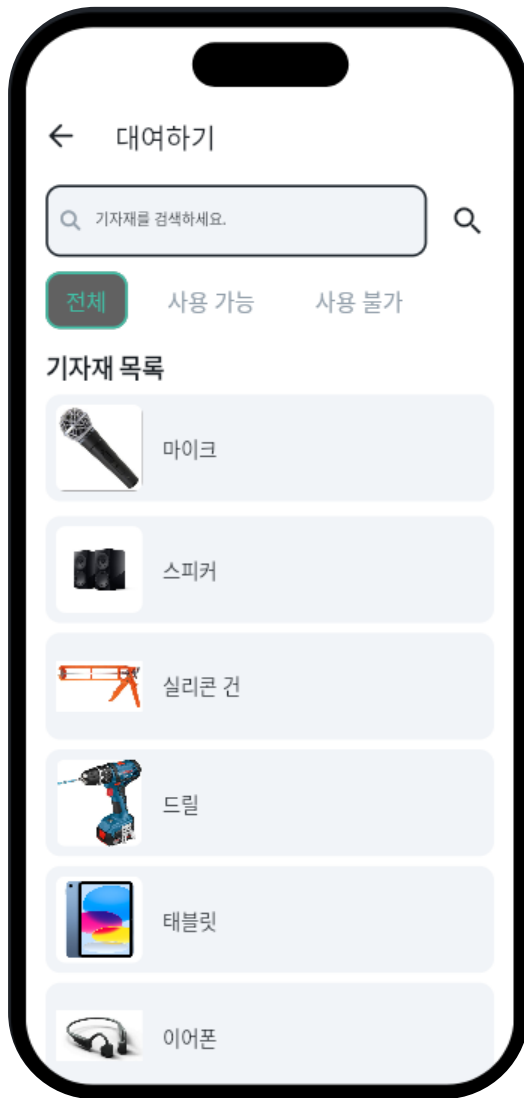 대여하기
기자재를 검색하세요.
전체 사용 가능 사용 불가
기자재 목록
마이크
스피커
실리콘 건
드릴
태블릿
이어폰